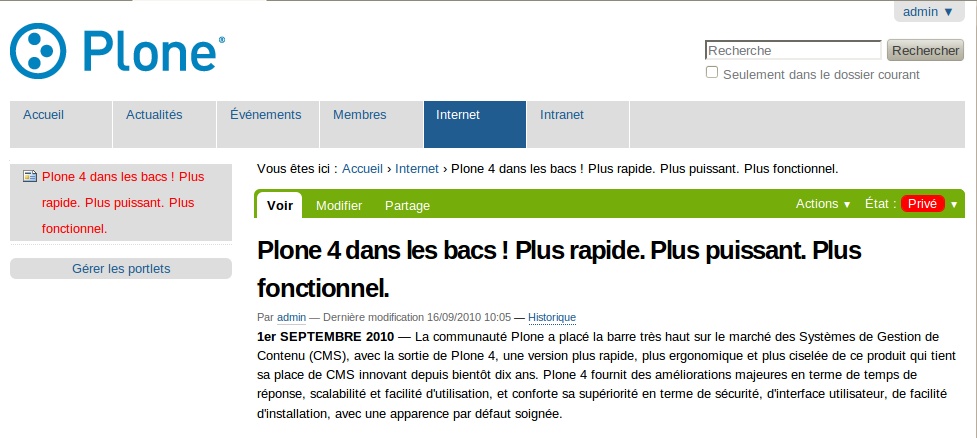 admin ▼
Plone®
Recherche
Rechercher
Seulement dans le dossier courant
Accueil
Actualités
Événements
Membres
Internet
Intranet
Vous êtes ici : Accueil › Internet › Plone 4 dans les bacs ! Plus rapide. Plus puissant. Plus fonctionnel.
Plone 4 dans les bacs ! Plus
rapide. Plus puissant. Plus
fonctionnel.
Gérer les portlets
Voir
Modifier
Partage
Actions ▼
État : Privé ▼
Plone 4 dans les bacs ! Plus rapide. Plus puissant. Plus
fonctionnel.
Par admin — Dernière modification 16/09/2010 10:05 — Historique
1er SEPTEMBRE 2010 — La communauté Plone a placé la barre très haut sur le marché des Systèmes de Gestion de
Contenu (CMS), avec la sortie de Plone 4, une version plus rapide, plus ergonomique et plus ciselée de ce produit qui tient
sa place de CMS innovant depuis bientôt dix ans. Plone 4 fournit des améliorations majeures en terme de temps de
réponse, scalabilité et facilité d'utilisation, et conforte sa supériorité en terme de sécurité, d'interface utilisateur, de facilité
d'installation, avec une apparence par défaut soignée.